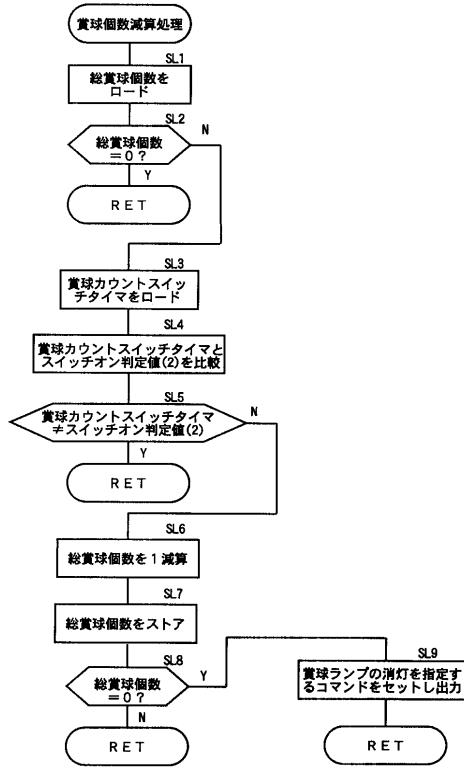 賞球個数減算処理
SL1
総賞球個数を
ロード
SL2
総賞球個数
＝０？
N
Y
RET
SL3
賞球カウントスイッ
チタイマをロード
SL4
賞球カウントスイッチタイマと
スイッチオン判定値(2)を比較
SL5
賞球カウントスイッチタイマ
≠スイッチオン判定値(2)
N
Y
RET
SL6
総賞球個数を１減算
SL7
総賞球個数をストア
SL8
総賞球個数
＝０？
Y
N
RET
SL9
賞球ランプの消灯を指定す
るコマンドをセットし出力
RET